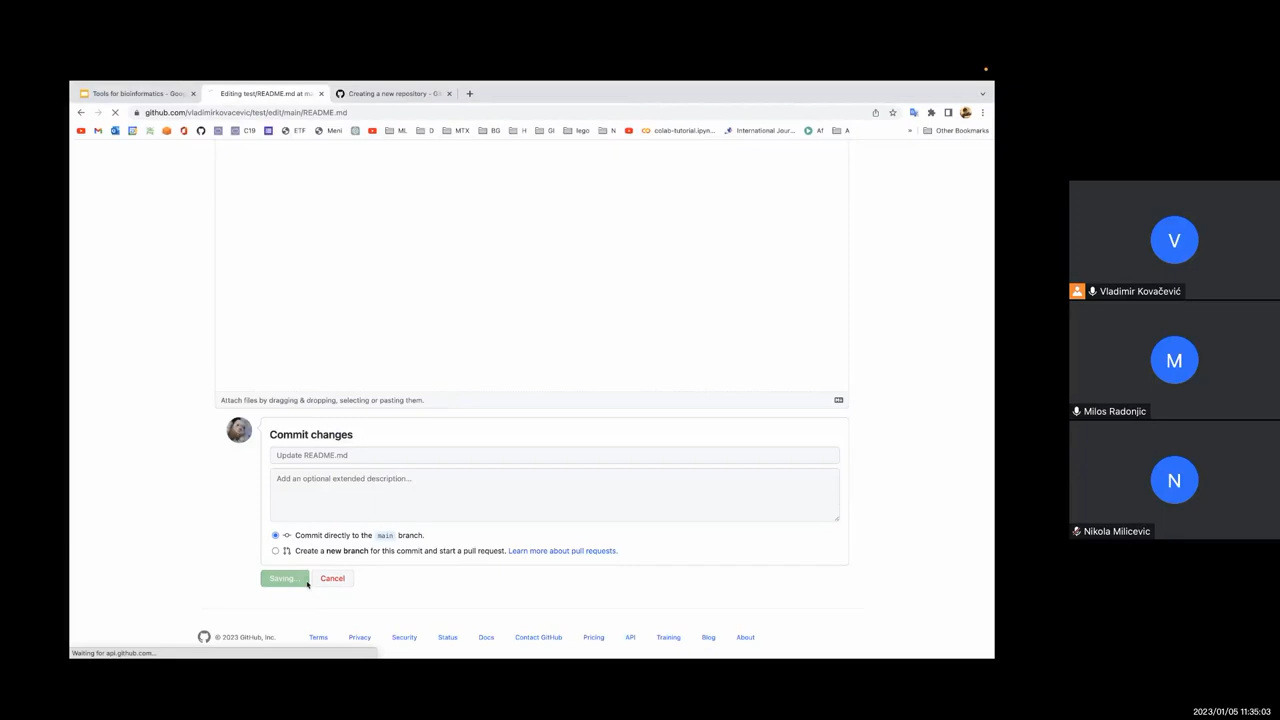 Tools for bioinformatics - Goo
Editing test/README.md at ma
Creating a new repository - Git
github.com/vladimirkovacevic/test/edit/main/README.md
C19
ETF
Meni
ML
D
MTX
BG
H
GI
lego
N
colab-tutorial.ipyn...
International Jour...
Af
A
»
Other Bookmarks
Attach files by dragging & dropping, selecting or pasting them.
Commit changes
Update README.md
Add an optional extended description...
Commit directly to the main branch.
Create a new branch for this commit and start a pull request. Learn more about pull requests.
Saving...
Cancel
© 2023 GitHub, Inc.
Terms
Privacy
Security
Status
Docs
Contact GitHub
Pricing
API
Training
Blog
About
Waiting for api.github.com...
V
Vladimir Kovačević
M
Milos Radonjic
N
Nikola Milicevic
2023/01/05 11:35:03